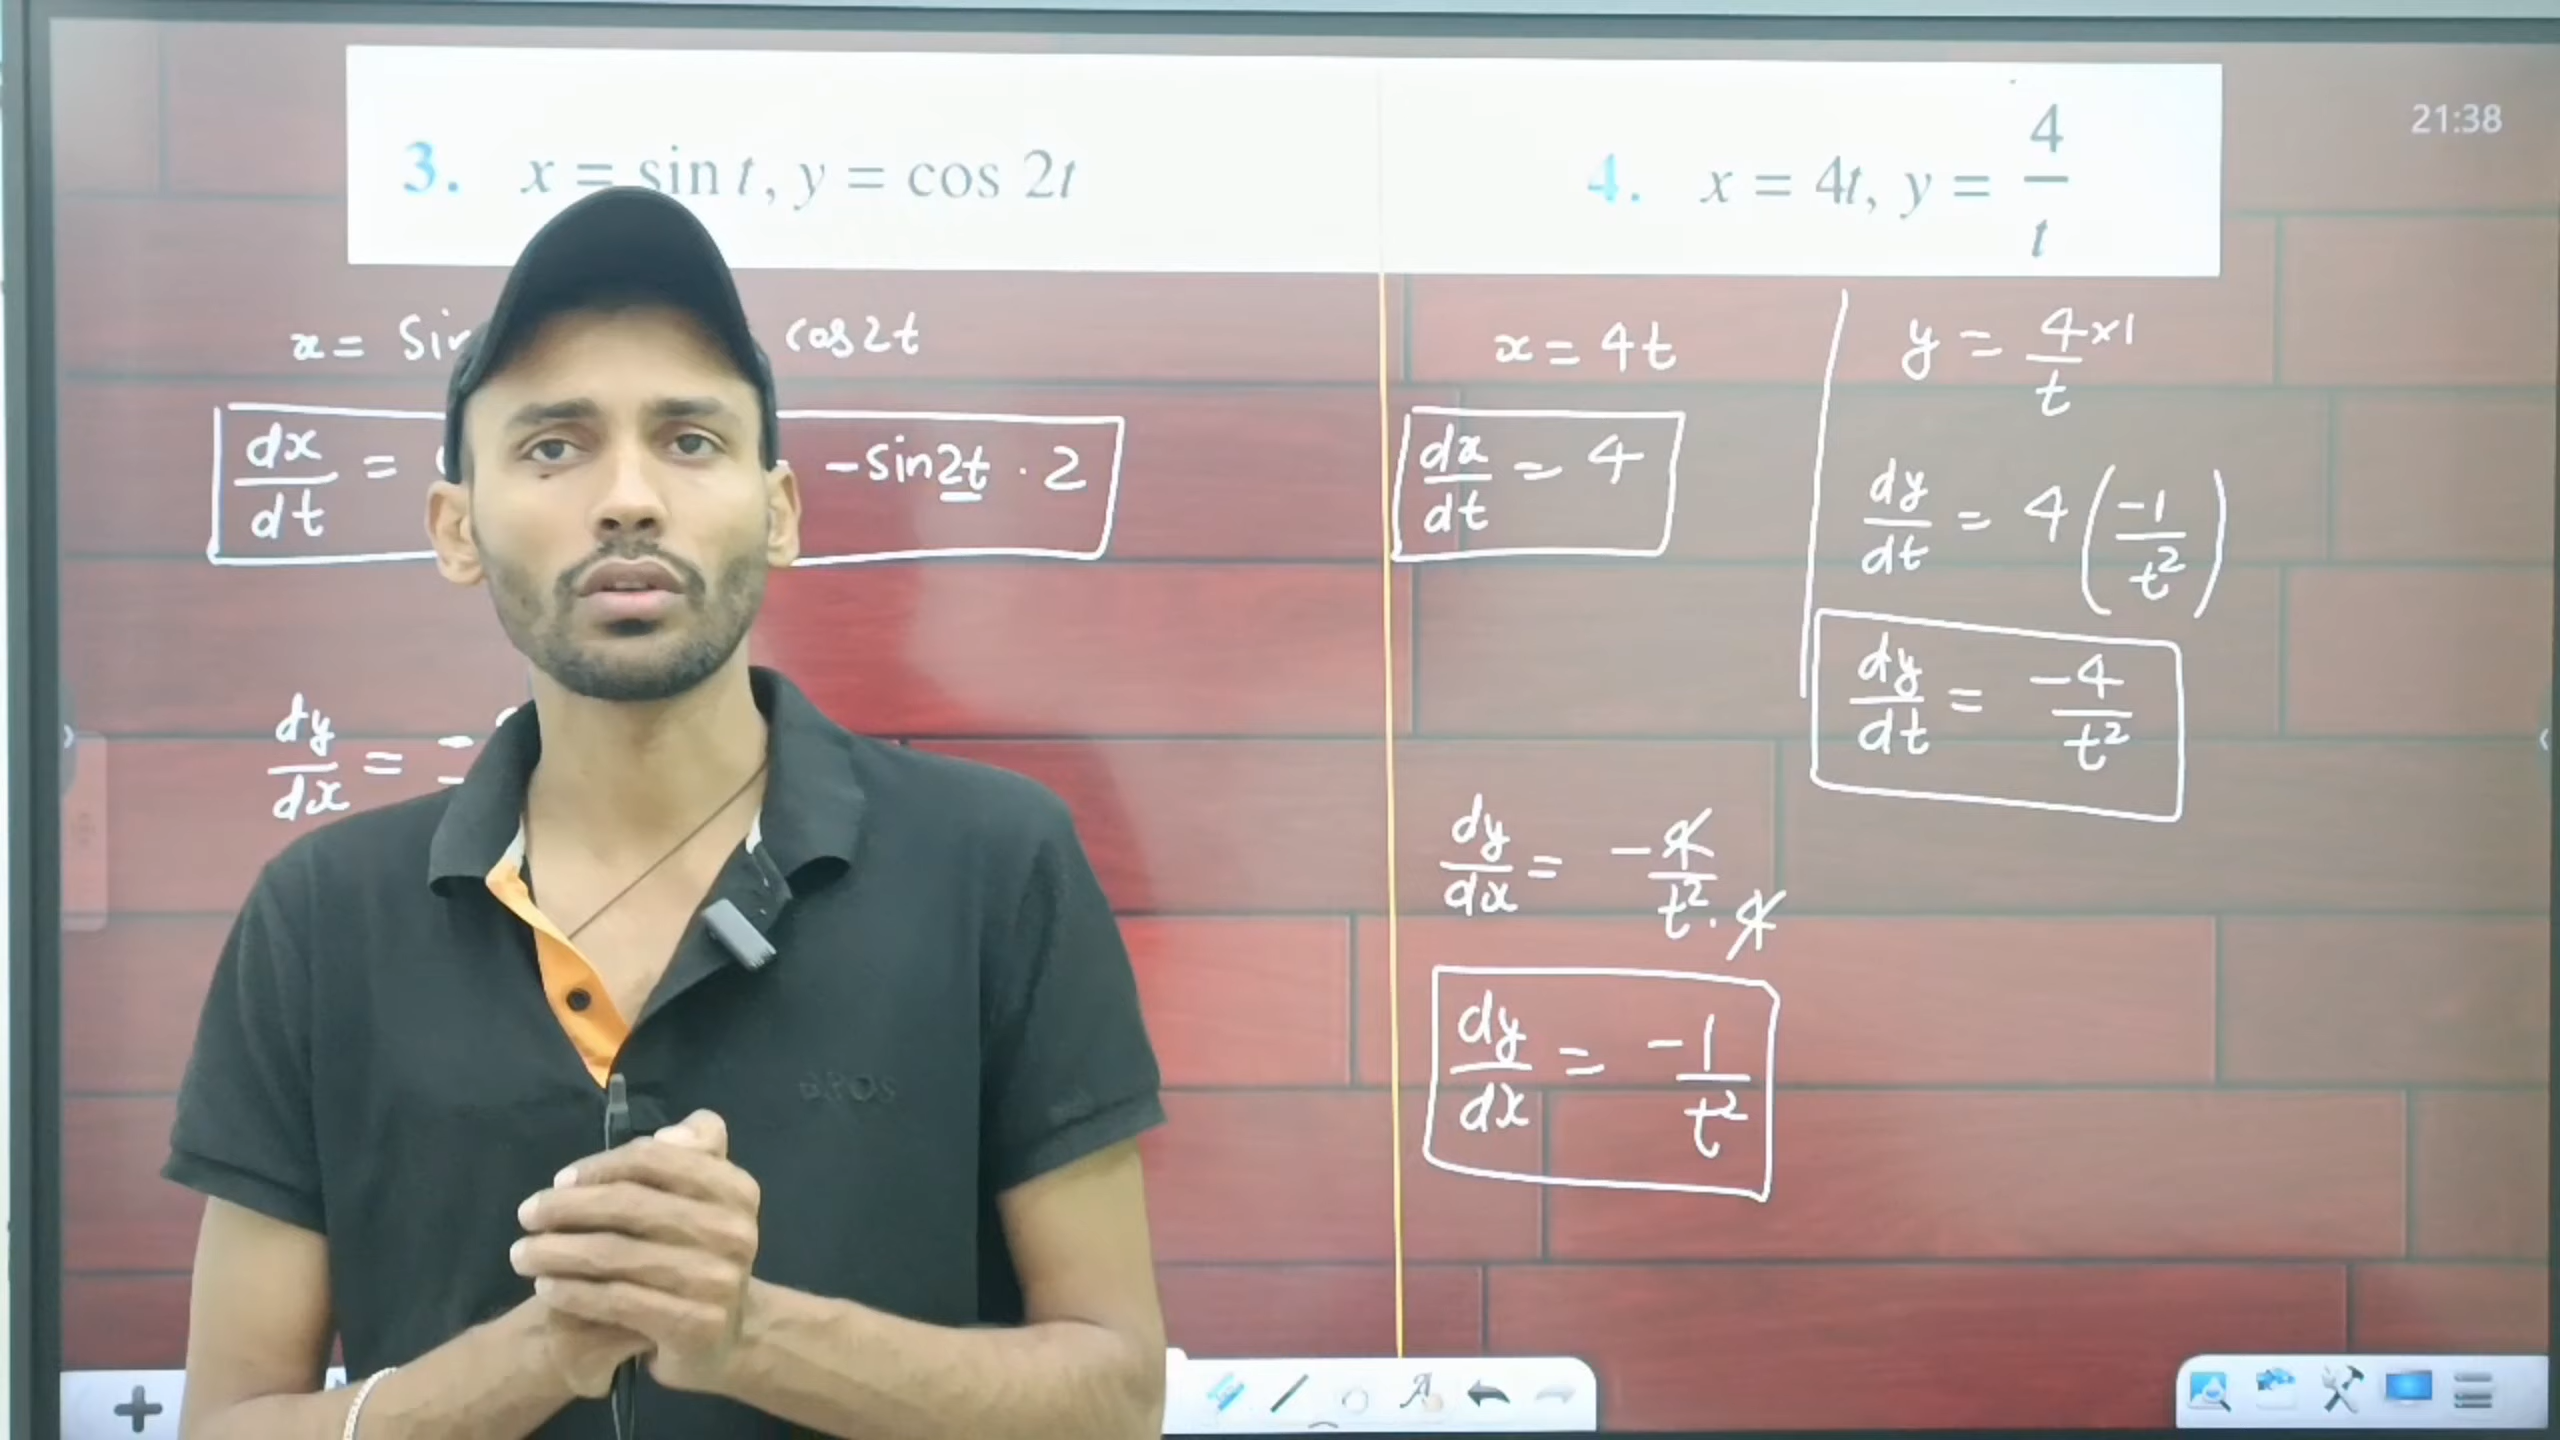 21:38
3. x = sin t, y = cos 2t
4. x = 4t, y = 4/t
x = Sin
cos2t
dx/dt =
-sin2t · 2
dy/dx =
x = 4t
dx/dt = 4
y = 4×1/t
dy/dt = 4(-1/t²)
dy/dt = -4/t²
dy/dx = -4/t².4
dy/dx = -1/t²